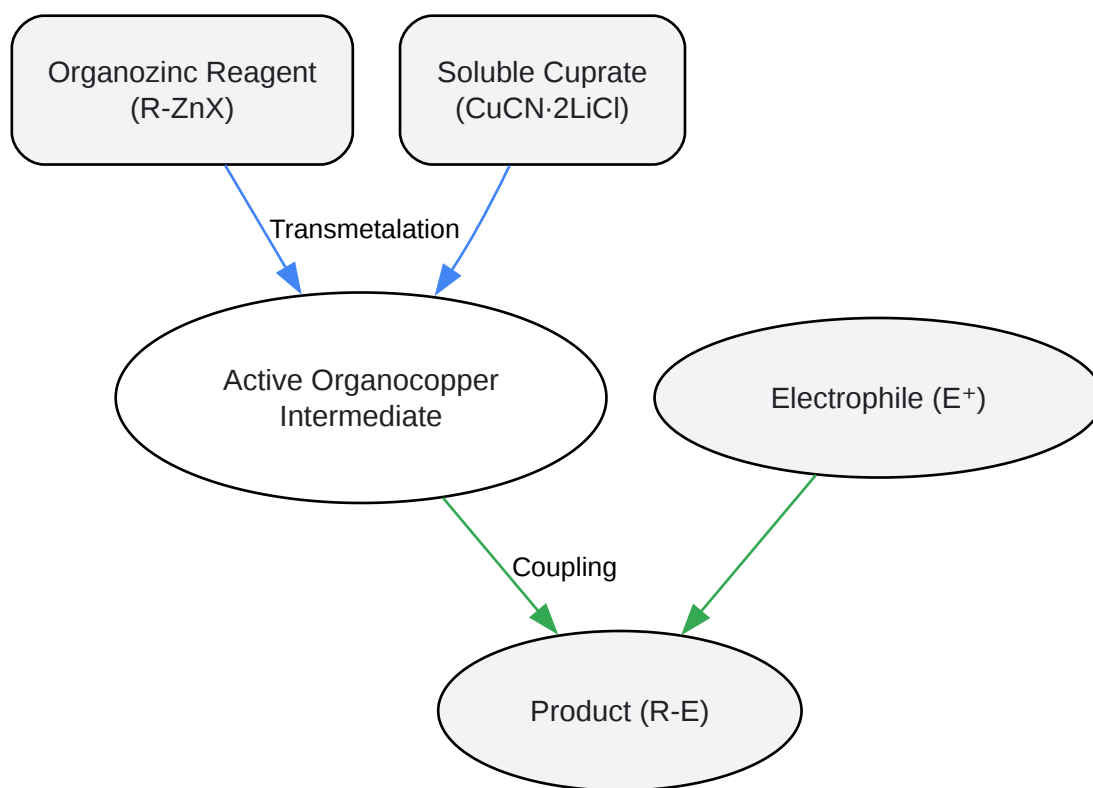 Organozinc Reagent
(R-ZnX)
Soluble Cuprate
(CuCN·2LiCl)
Transmetalation
Active Organocopper
Intermediate
Electrophile (E⁺)
Coupling
Product (R-E)